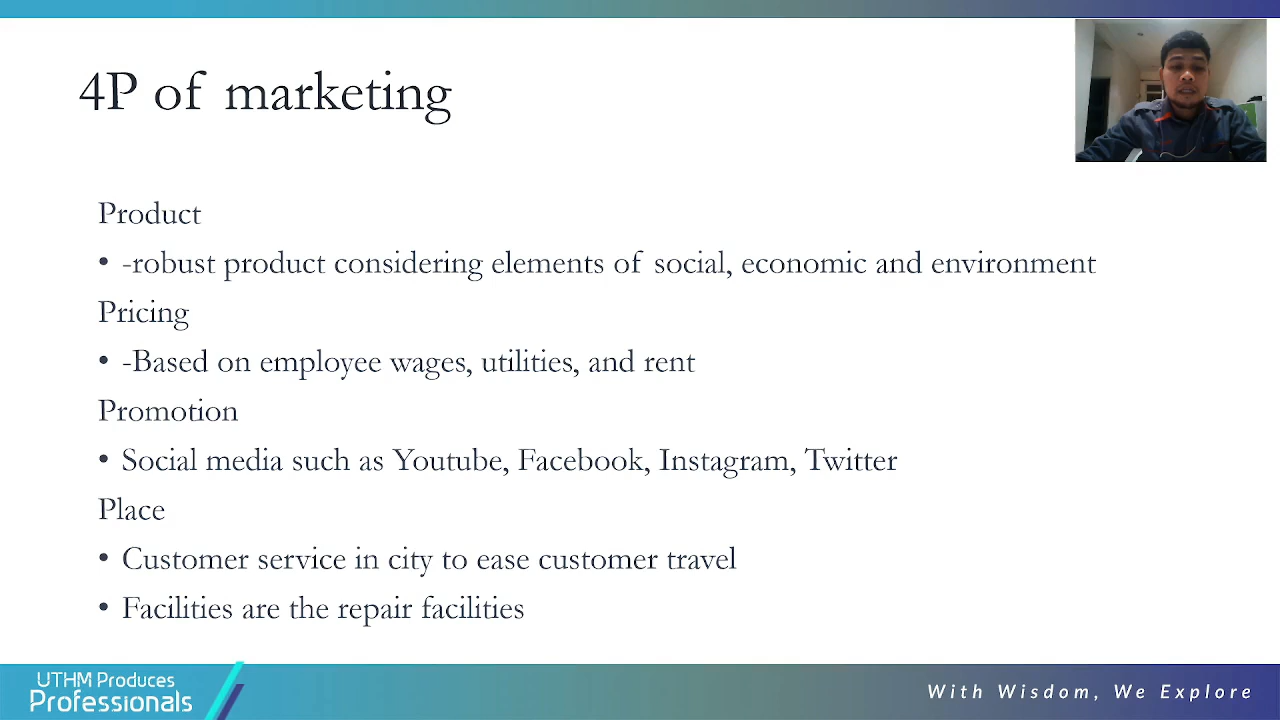 4P of marketing
Product
• -robust product considering elements of social, economic and environment
Pricing
• -Based on employee wages, utilities, and rent
Promotion
• Social media such as Youtube, Facebook, Instagram, Twitter
Place
• Customer service in city to ease customer travel
• Facilities are the repair facilities
UTHM Produces
Professionals
With Wisdom, We Explore